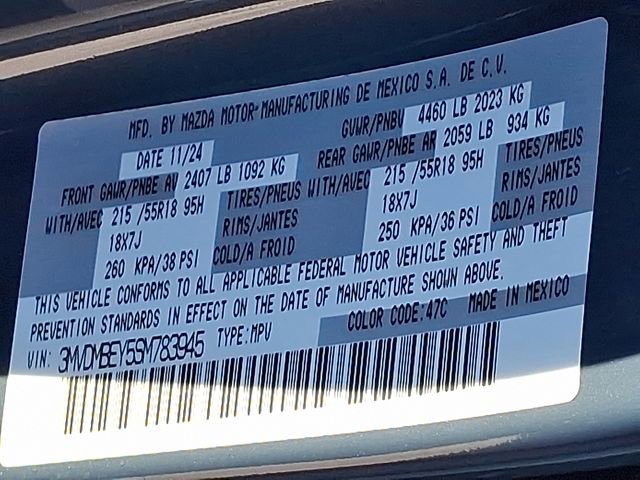 MFD. BY MAZDA MOTOR MANUFACTURING DE MEXICO S.A. DE C.V.
DATE 11/24 GVWR/PNBV 4460 LB 2023 KG
FRONT GAWR/PNBE AV 2407 LB 1092 KG REAR GAWR/PNBE AR 2059 LB 934 KG
WITH/AVEC 215 /55R18 95H TIRES/PNEUS WITH/AVEC 215 /55R18 95H TIRES/PNEUS
18X7J RIMS/JANTES 18X7J RIMS/JANTES
260 KPA/38 PSI COLD/A FROID 250 KPA/36 PSI COLD/A FROID
THIS VEHICLE CONFORMS TO ALL APPLICABLE FEDERAL MOTOR VEHICLE SAFETY AND THEFT
PREVENTION STANDARDS IN EFFECT ON THE DATE OF MANUFACTURE SHOWN ABOVE.
VIN: 3MVDMBEY5SM783945 TYPE:MPV COLOR CODE:47C MADE IN MEXICO